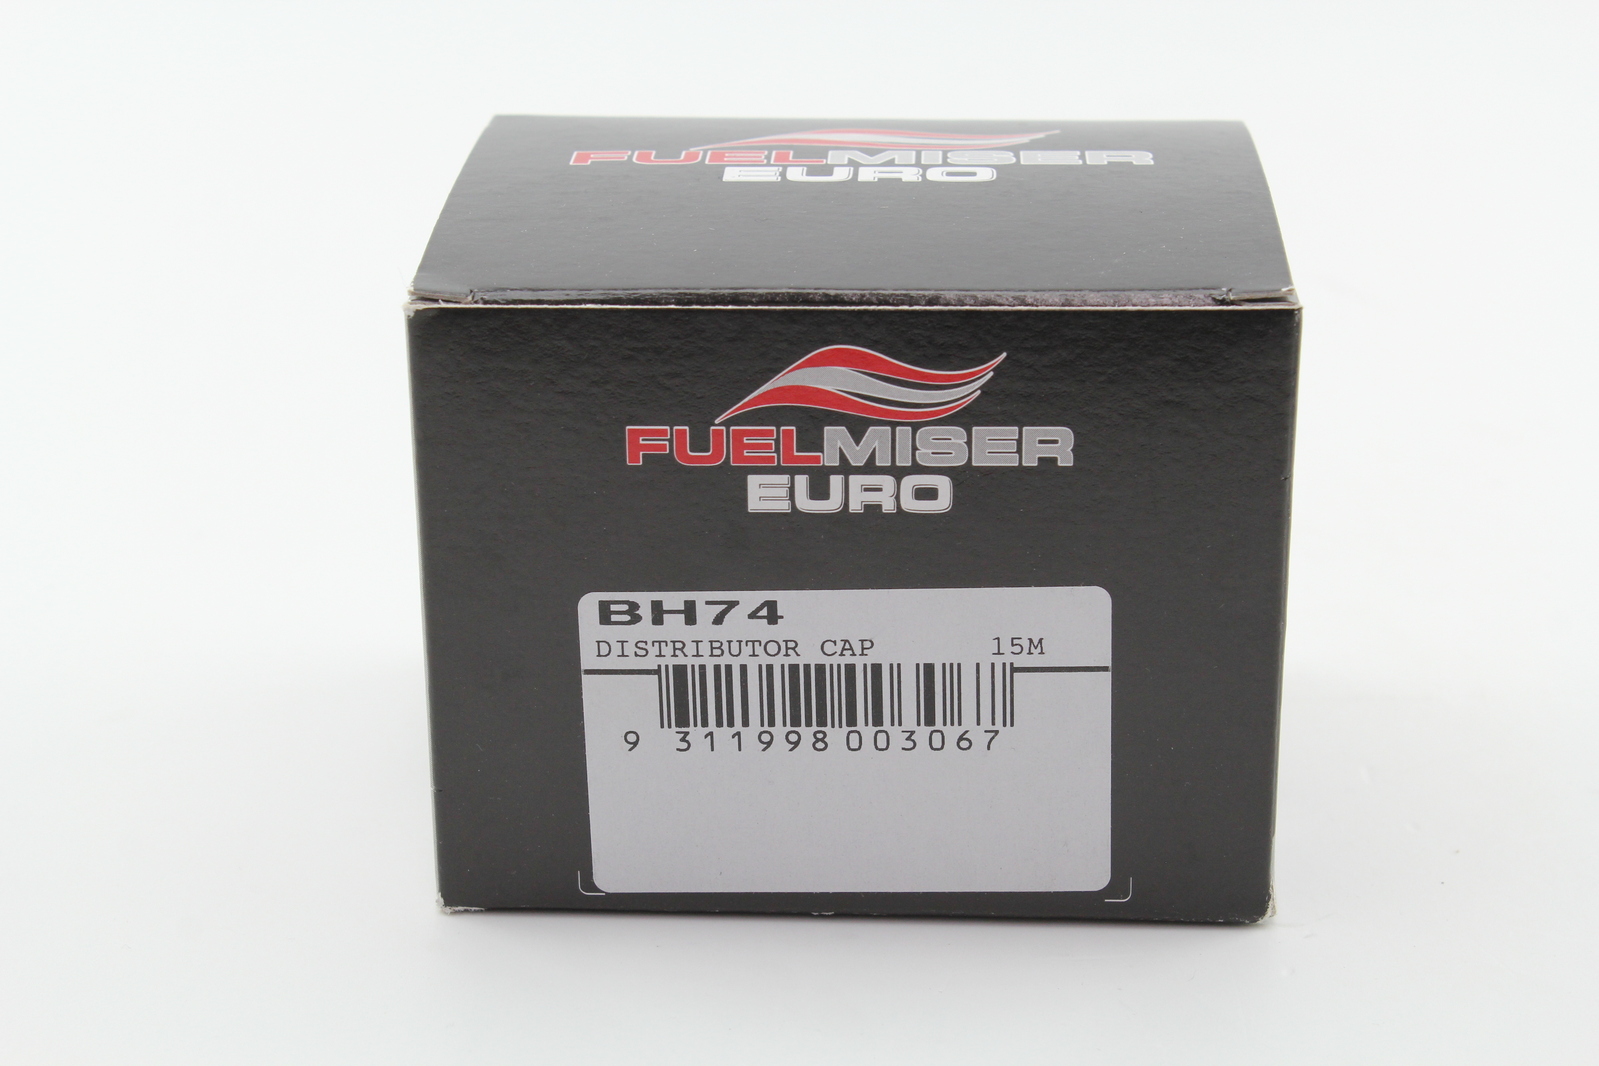 FUELMISER
EURO
FUELMISER
EURO
BH74
DISTRIBUTOR CAP 15M
9 311998 003067